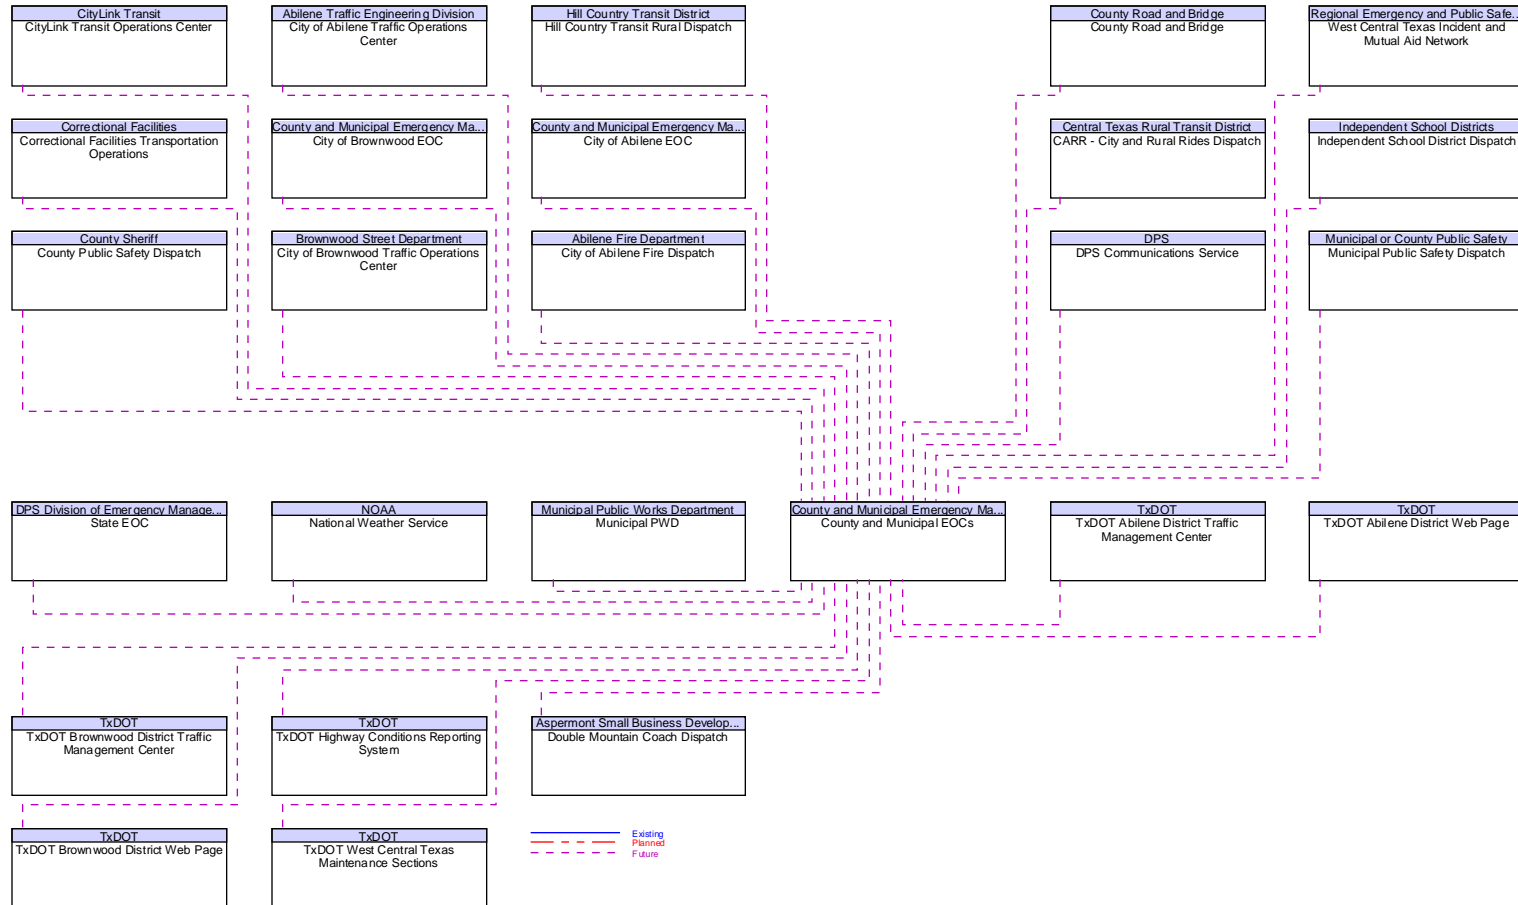 CityLink Transit
CityLink Transit Operations Center
Abilene Traffic Engineering Division
City of Abilene Traffic Operations
Center
Hill Country Transit District
Hill Country Transit Rural Dispatch
County Road and Bridge
County Road and Bridge
Regional Emergency and Public Safe...
West Central Texas Incident and
Mutual Aid Network
Correctional Facilities
Correctional Facilities Transportation
Operations
County and Municipal Emergency Ma...
City of Brownwood EOC
County and Municipal Emergency Ma...
City of Abilene EOC
Central Texas Rural Transit District
CARR - City and Rural Rides Dispatch
Independent School Districts
Independent School District Dispatch
County Sheriff
County Public Safety Dispatch
Brownwood Street Department
City of Brownwood Traffic Operations
Center
Abilene Fire Department
City of Abilene Fire Dispatch
DPS
DPS Communications Service
Municipal or County Public Safety
Municipal Public Safety Dispatch
DPS Division of Emergency Manage...
State EOC
NOAA
National Weather Service
Municipal Public Works Department
Municipal PWD
County and Municipal Emergency Ma...
County and Municipal EOCs
TxDOT
TxDOT Abilene District Traffic
Management Center
TxDOT
TxDOT Abilene District Web Page
TxDOT
TxDOT Brownwood District Traffic
Management Center
TxDOT
TxDOT Highway Conditions Reporting
System
Aspermont Small Business Develop...
Double Mountain Coach Dispatch
TxDOT
TxDOT Brownwood District Web Page
TxDOT
TxDOT West Central Texas
Maintenance Sections
Existing
Planned
Future